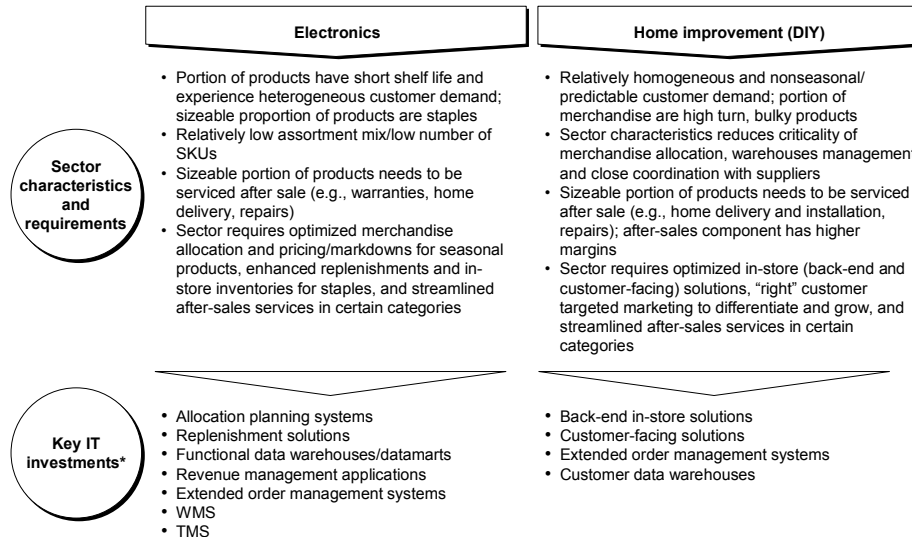 Electronics
Home improvement (DIY)
Sector
characteristics
and
requirements
• Portion of products have short shelf life and
experience heterogeneous customer demand;
sizeable proportion of products are staples
• Relatively low assortment mix/low number of
SKUs
• Sizeable portion of products needs to be
serviced after sale (e.g., warranties, home
delivery, repairs)
• Sector requires optimized merchandise
allocation and pricing/markdowns for seasonal
products, enhanced replenishments and in-
store inventories for staples, and streamlined
after-sales services in certain categories
• Relatively homogeneous and nonseasonal/
predictable customer demand; portion of
merchandise are high turn, bulky products
• Sector characteristics reduces criticality of
merchandise allocation, warehouses management
and close coordination with suppliers
• Sizeable portion of products needs to be serviced
after sale (e.g., home delivery and installation,
repairs); after-sales component has higher
margins
• Sector requires optimized in-store (back-end and
customer-facing) solutions, “right” customer
targeted marketing to differentiate and grow, and
streamlined after-sales services in certain
categories
Key IT
investments*
• Allocation planning systems
• Replenishment solutions
• Functional data warehouses/datamarts
• Revenue management applications
• Extended order management systems
• WMS
• TMS
• Back-end in-store solutions
• Customer-facing solutions
• Extended order management systems
• Customer data warehouses